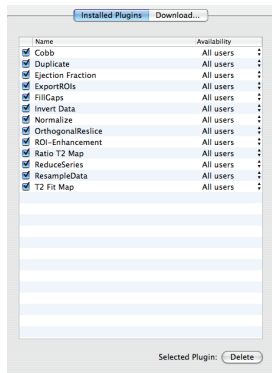 Installed Plugins Download...
Name Availability
Cobb All users
Duplicate All users
Ejection Fraction All users
ExportROIs All users
FillGaps All users
Invert Data All users
Normalize All users
OrthogonalReslice All users
ROI-Enhancement All users
Ratio T2 Map All users
ReduceSeries All users
ResampleData All users
T2 Fit Map All users
Selected Plugin: Delete